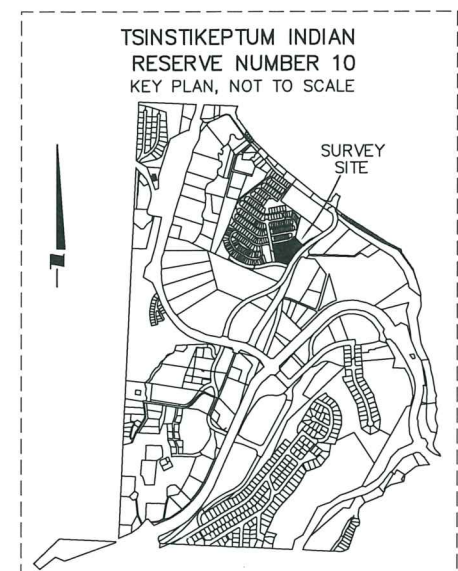 TSINSTIKEPTUM INDIAN
RESERVE NUMBER 10
KEY PLAN, NOT TO SCALE
SURVEY
SITE